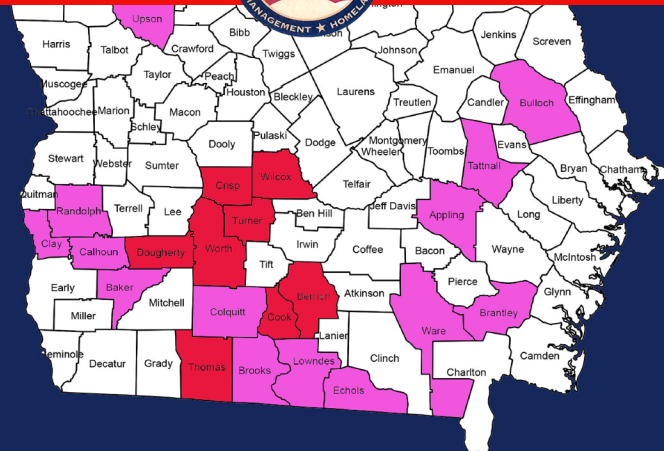 MANAGEMENT ★ HOMEL
Upson
Harris
Talbot
Crawford
Bibb
Twiggs
Johnson
Jenkins
Screven
Emanuel
Taylor
Peach
Houston
Bleckley
Laurens
Treutlen
Candler
Bulloch
Effingham
Muscogee
Chattahoochee
Marion
Macon
Schley
Pulaski
Dooly
Dodge
Montgomery
Wheeler
Toombs
Evans
Tattnall
Bryan
Chatham
Stewart
Webster
Sumter
Crisp
Wilcox
Telfair
Liberty
Quitman
Randolph
Terrell
Lee
Turner
Ben Hill
Jeff Davis
Appling
Long
Clay
Calhoun
Dougherty
Worth
Irwin
Coffee
Bacon
Wayne
McIntosh
Tift
Early
Baker
Mitchell
Berrien
Atkinson
Pierce
Glynn
Miller
Colquitt
Cook
Ware
Brantley
Lanier
Seminole
Decatur
Grady
Thomas
Brooks
Lowndes
Echols
Clinch
Charlton
Camden